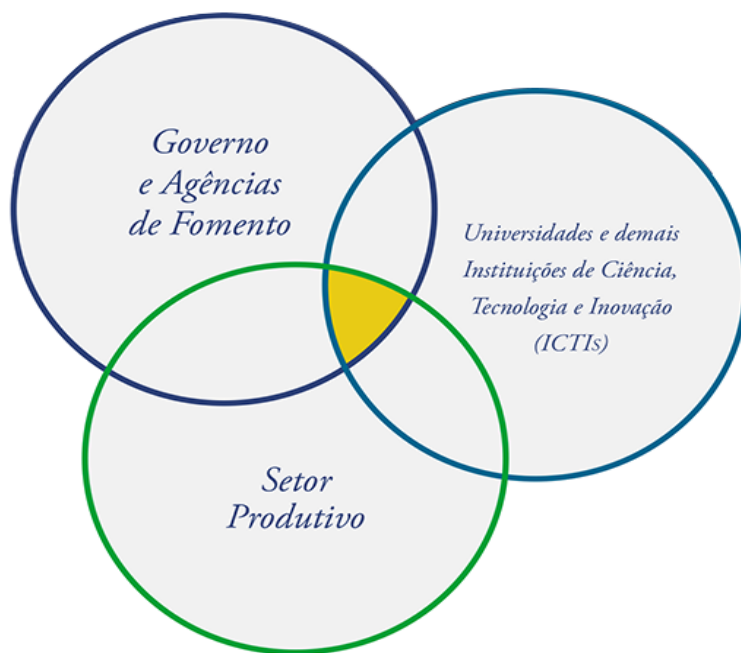 Governo
e Agências
de Fomento
Universidades e demais
Instituições de Ciência,
Tecnologia e Inovação
(ICTIs)
Setor
Produtivo